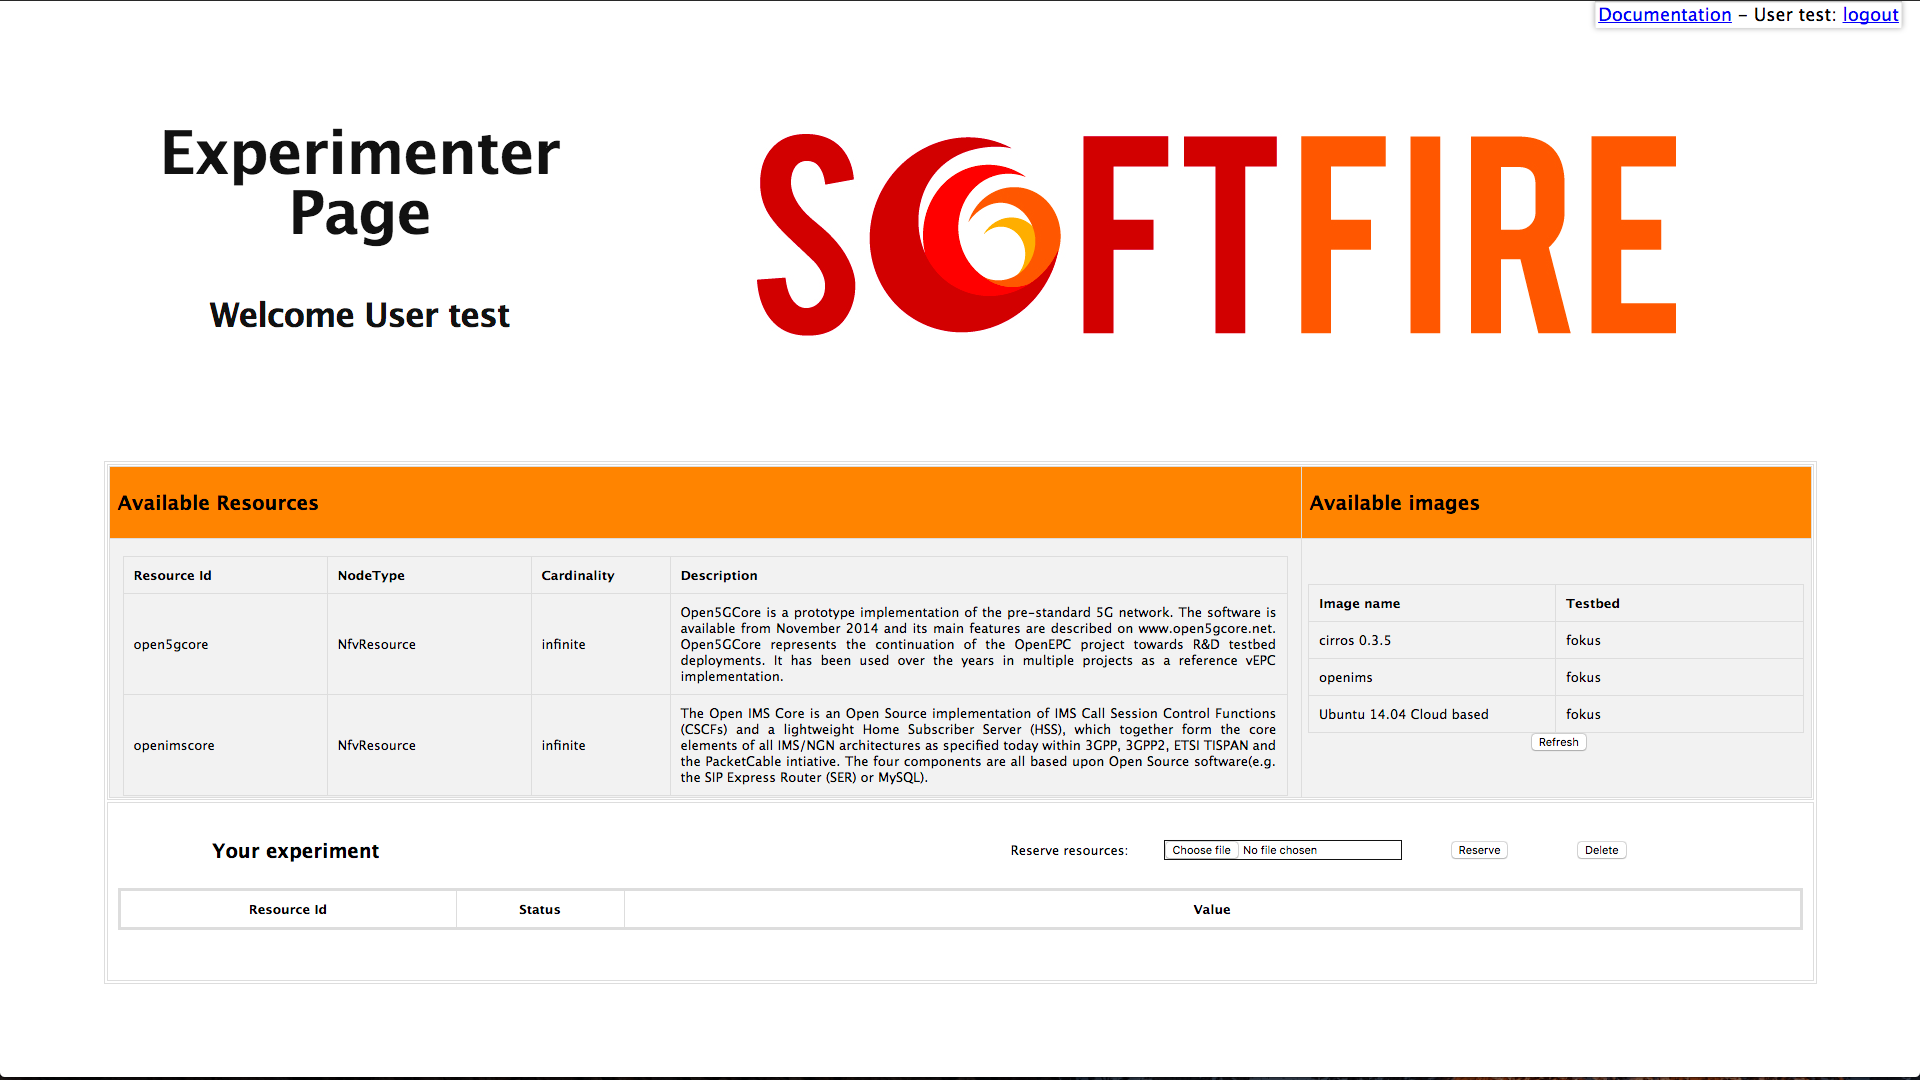 Documentation – User test: logout
Experimenter
Page
Welcome User test
SOFTFIRE
Available Resources
Resource Id NodeType Cardinality Description
open5gcore NfvResource infinite
Open5GCore is a prototype implementation of the pre-standard 5G network. The software is
available from November 2014 and its main features are described on www.open5gcore.net.
Open5GCore represents the continuation of the OpenEPC project towards R&D testbed
deployments. It has been used over the years in multiple projects as a reference vEPC
implementation.
openimscore NfvResource infinite
The Open IMS Core is an Open Source implementation of IMS Call Session Control Functions
(CSCFs) and a lightweight Home Subscriber Server (HSS), which together form the core
elements of all IMS/NGN architectures as specified today within 3GPP, 3GPP2, ETSI TISPAN and
the PacketCable intiative. The four components are all based upon Open Source software(e.g.
the SIP Express Router (SER) or MySQL).
Available images
Image name Testbed
cirros 0.3.5 fokus
openims fokus
Ubuntu 14.04 Cloud based fokus
Refresh
Your experiment Reserve resources: Choose file No file chosen Reserve Delete
Resource Id Status Value